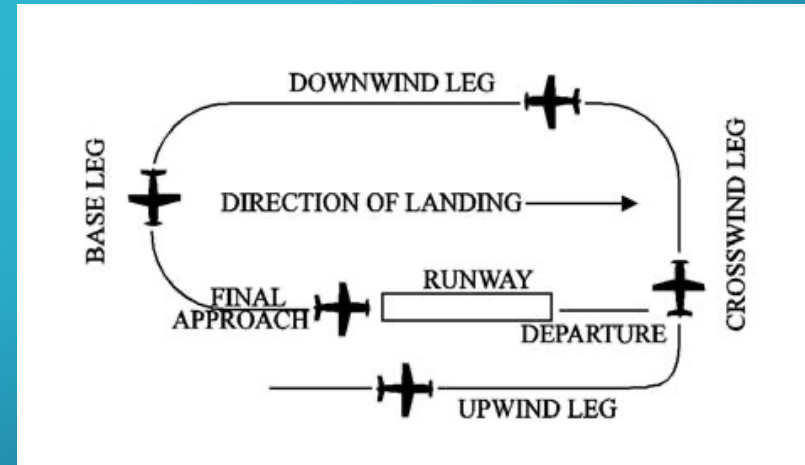 DOWNWIND LEG
BASE LEG
CROSSWIND LEG
DIRECTION OF LANDING
RUNWAY
FINAL
APPROACH
DEPARTURE
UPWIND LEG